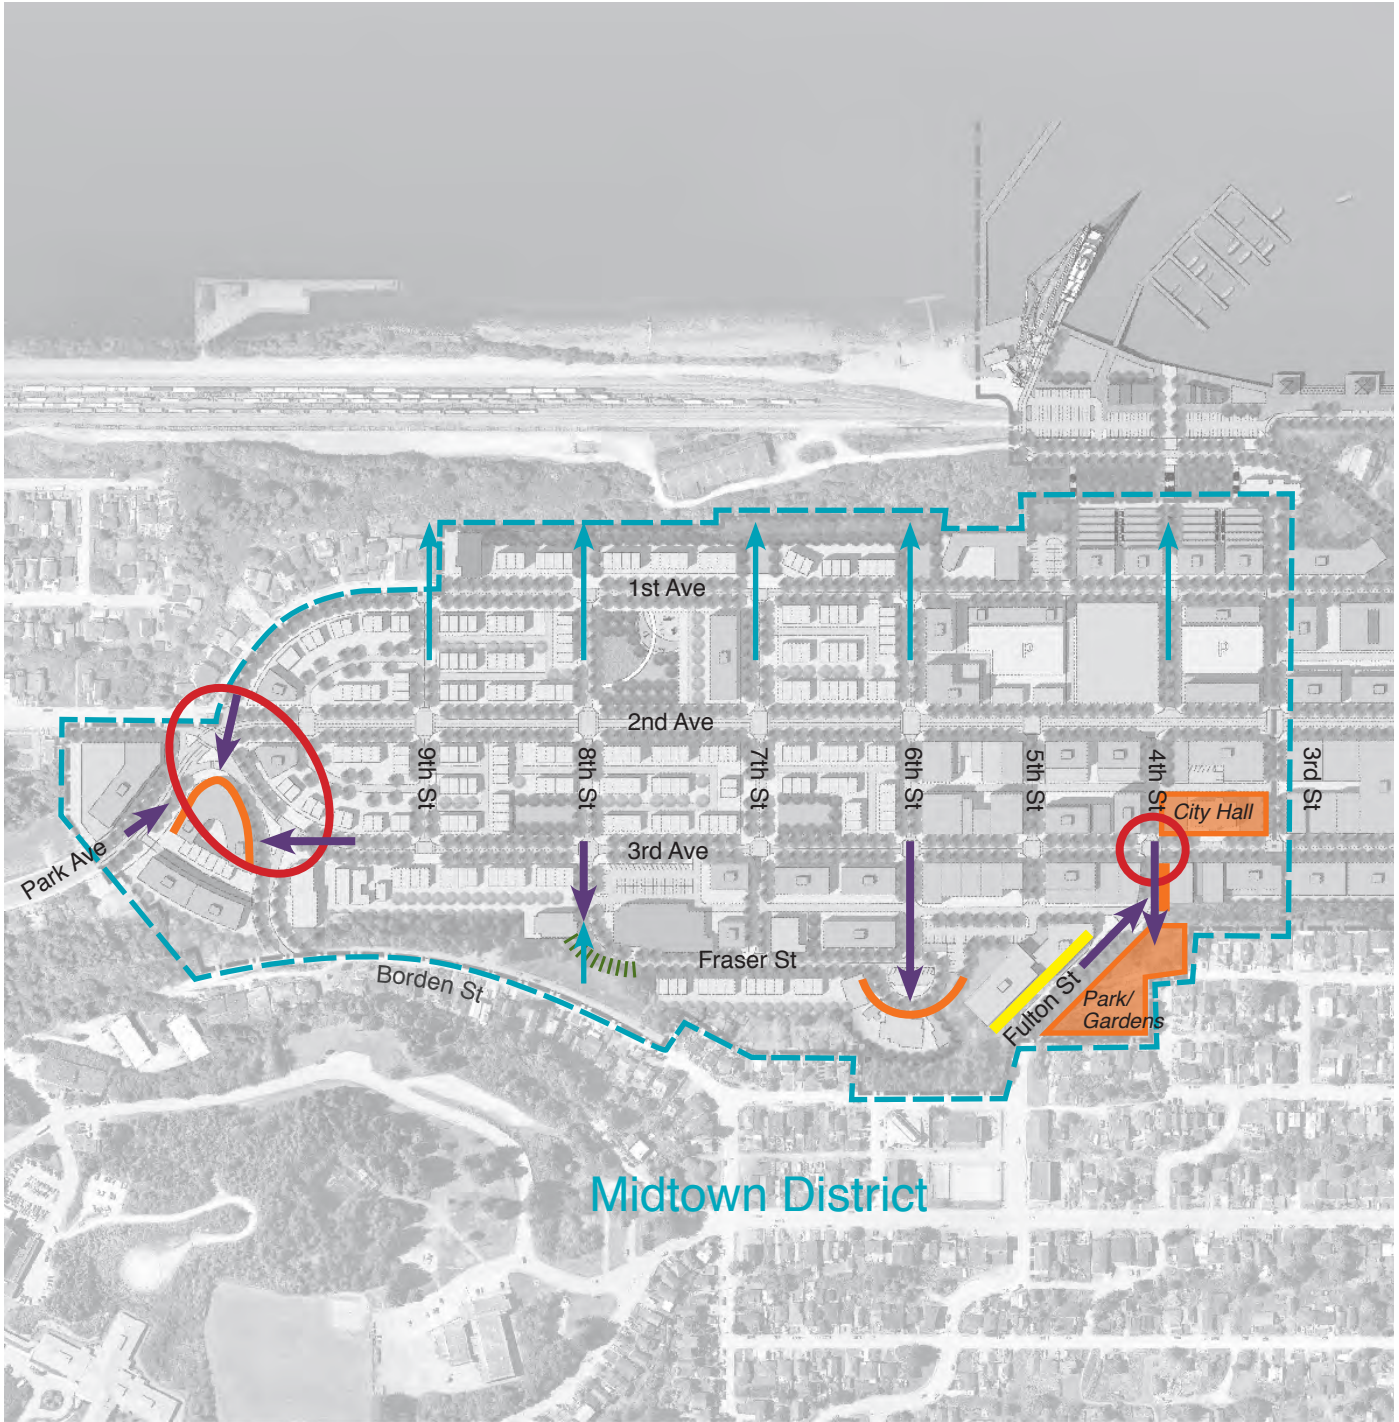 1st Ave
2nd Ave
9th St
8th St
7th St
6th St
5th St
4th St
3rd St
City Hall
3rd Ave
Park Ave
Fraser St
Borden St
Fulton St
Park/
Gardens
Midtown District